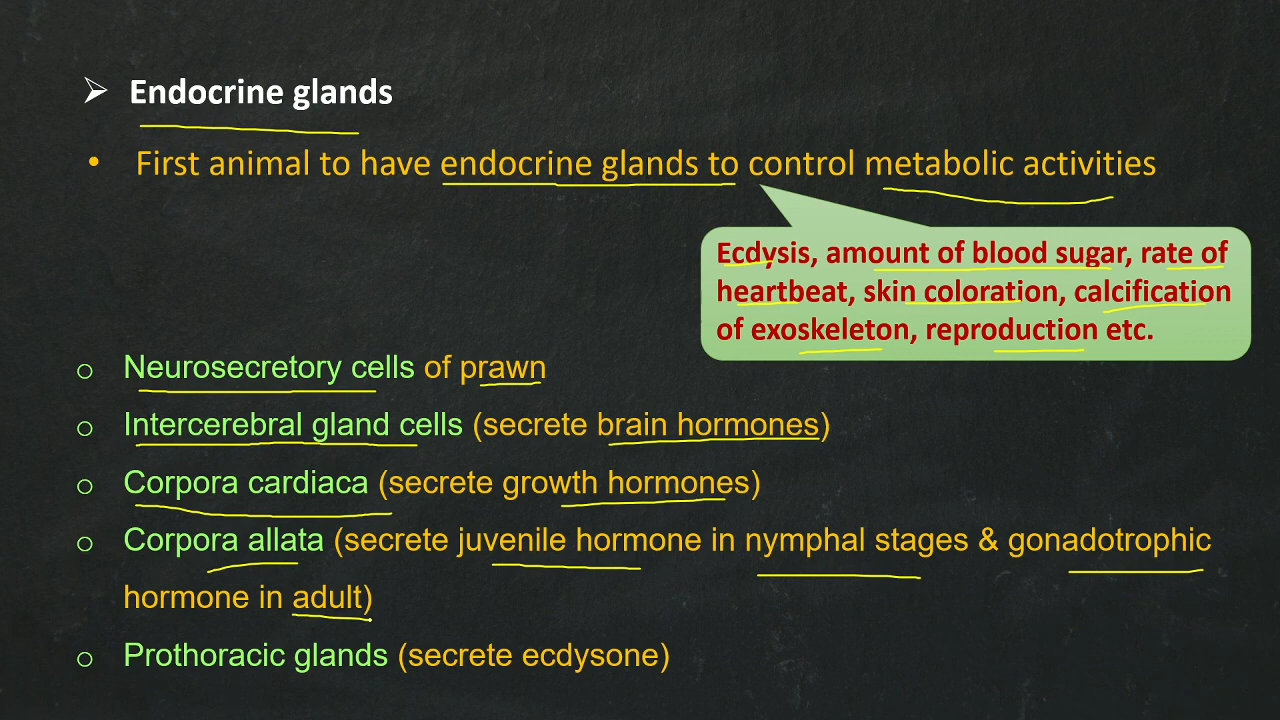 ➢ Endocrine glands
• First animal to have endocrine glands to control metabolic activities
Ecdysis, amount of blood sugar, rate of
heartbeat, skin coloration, calcification
of exoskeleton, reproduction etc.
o Neurosecretory cells of prawn
o Intercerebral gland cells (secrete brain hormones)
o Corpora cardiaca (secrete growth hormones)
o Corpora allata (secrete juvenile hormone in nymphal stages & gonadotrophic
hormone in adult)
o Prothoracic glands (secrete ecdysone)